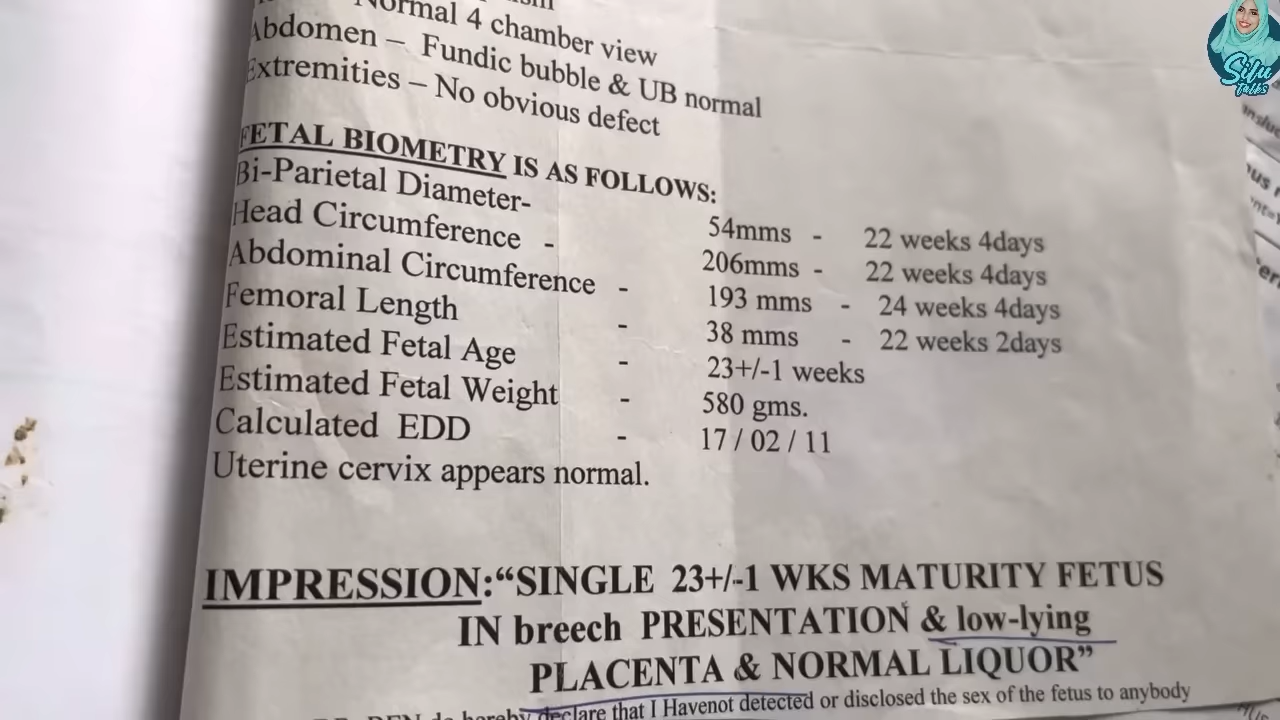 Normal 4 chamber view
Abdomen – Fundic bubble & UB normal
Extremities – No obvious defect
FETAL BIOMETRY IS AS FOLLOWS:
Bi-Parietal Diameter- 54mms - 22 weeks 4days
Head Circumference - 206mms - 22 weeks 4days
Abdominal Circumference - 193 mms - 24 weeks 4days
Femoral Length - 38 mms - 22 weeks 2days
Estimated Fetal Age - 23+/-1 weeks
Estimated Fetal Weight - 580 gms.
Calculated EDD - 17 / 02 / 11
Uterine cervix appears normal.
IMPRESSION:“SINGLE 23+/-1 WKS MATURITY FETUS
IN breech PRESENTATION & low-lying
PLACENTA & NORMAL LIQUOR”
hereby declare that I Havenot detected or disclosed the sex of the fetus to anybody
Silu
talks